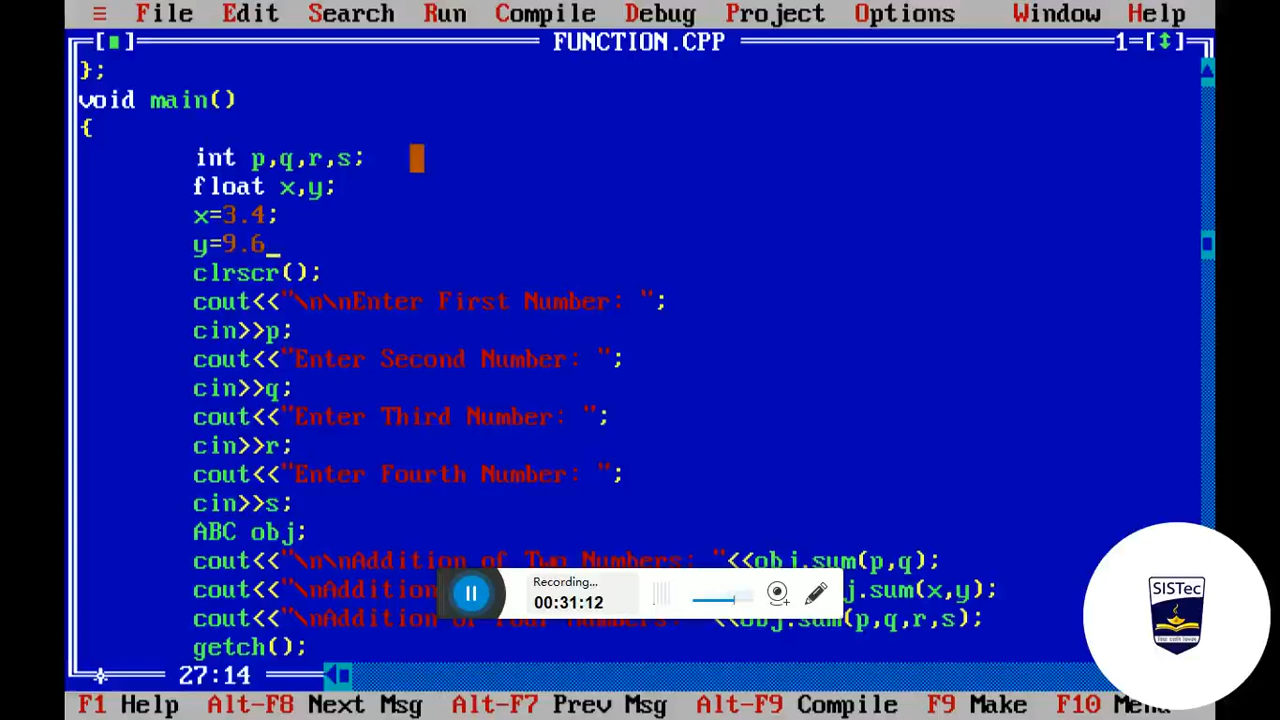 ≡ File Edit Search Run Compile Debug Project Options Window Help
FUNCTION.CPP 1
};
void main()
{
int p,q,r,s;
float x,y;
x=3.4;
y=9.6_
clrscr();
cout<<"\n\nEnter First Number: ";
cin>>p;
cout<<"Enter Second Number: ";
cin>>q;
cout<<"Enter Third Number: ";
cin>>r;
cout<<"Enter Fourth Number: ";
cin>>s;
ABC obj;
cout<<"\n\nAddition of Two Numbers: "<<obj.sum(p,q);
cout<<"\n\nAddition j.sum(x,y);
cout<<"\n\nAddition of Four Numbers: "<<obj.sum(p,q,r,s);
getch();
Recording...
00:31:12
SISTec
27:14
F1 Help Alt-F8 Next Msg Alt-F7 Prev Msg Alt-F9 Compile F9 Make F10 Menu